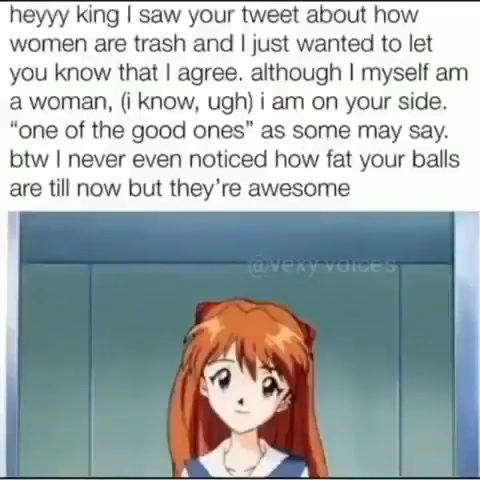 heyyy king I saw your tweet about how
women are trash and I just wanted to let
you know that I agree. although I myself am
a woman, (i know, ugh) i am on your side.
“one of the good ones” as some may say.
btw I never even noticed how fat your balls
are till now but they're awesome
@vexy voices